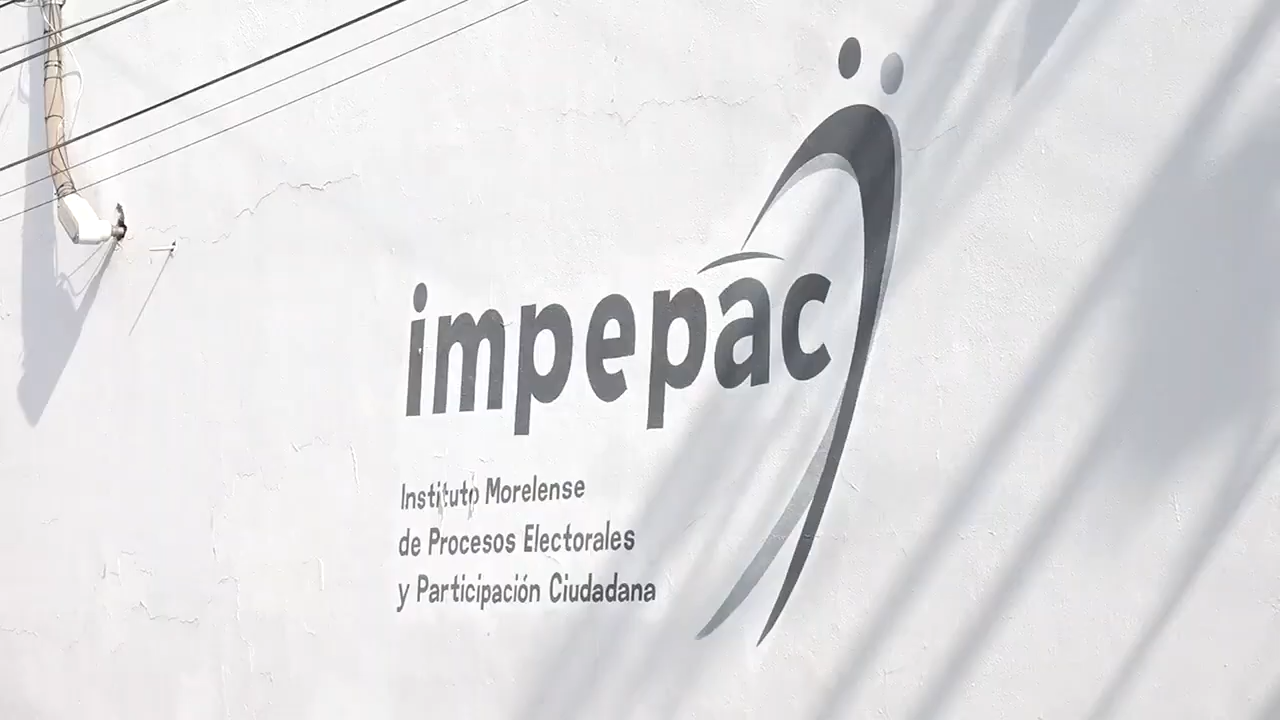 impepac
Instituto Morelense
de Procesos Electorales
y Participación Ciudadana